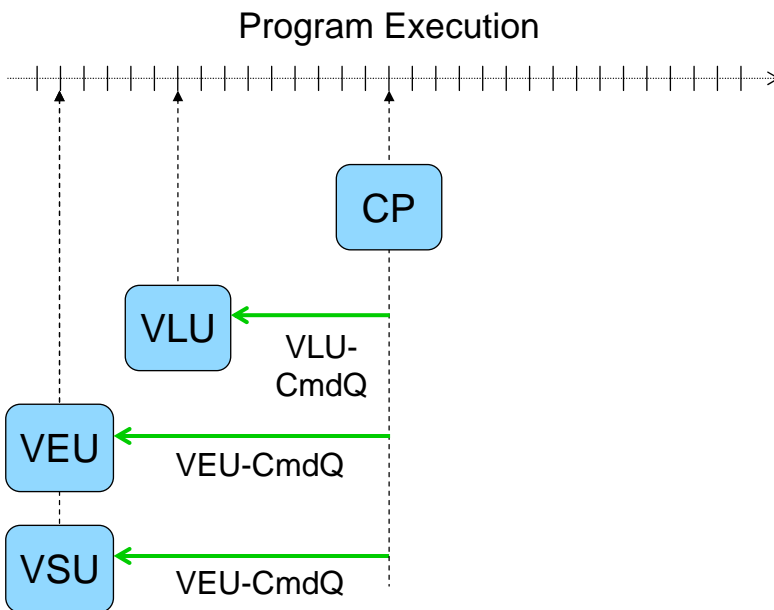 Program Execution
CP
VLU
VLU-
CmdQ
VEU
VEU-CmdQ
VSU
VEU-CmdQ